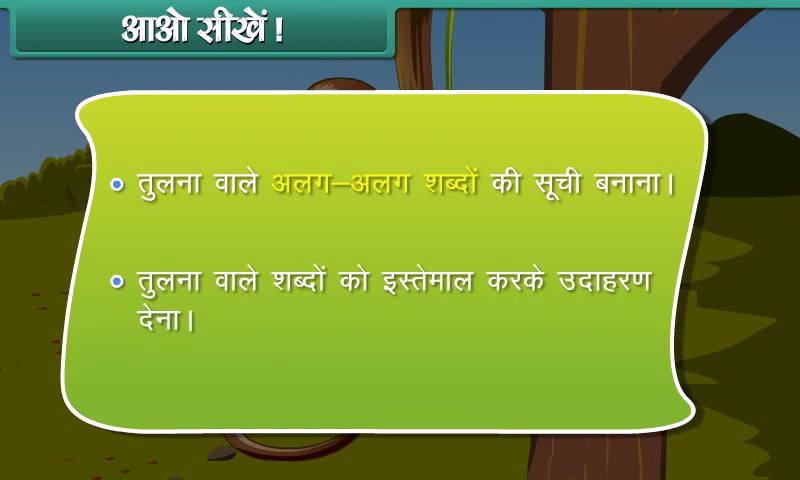 आओ सीखें!
तुलना वाले अलग–अलग शब्दों की सूची बनाना।
तुलना वाले शब्दों को इस्तेमाल करके उदाहरण
देना।